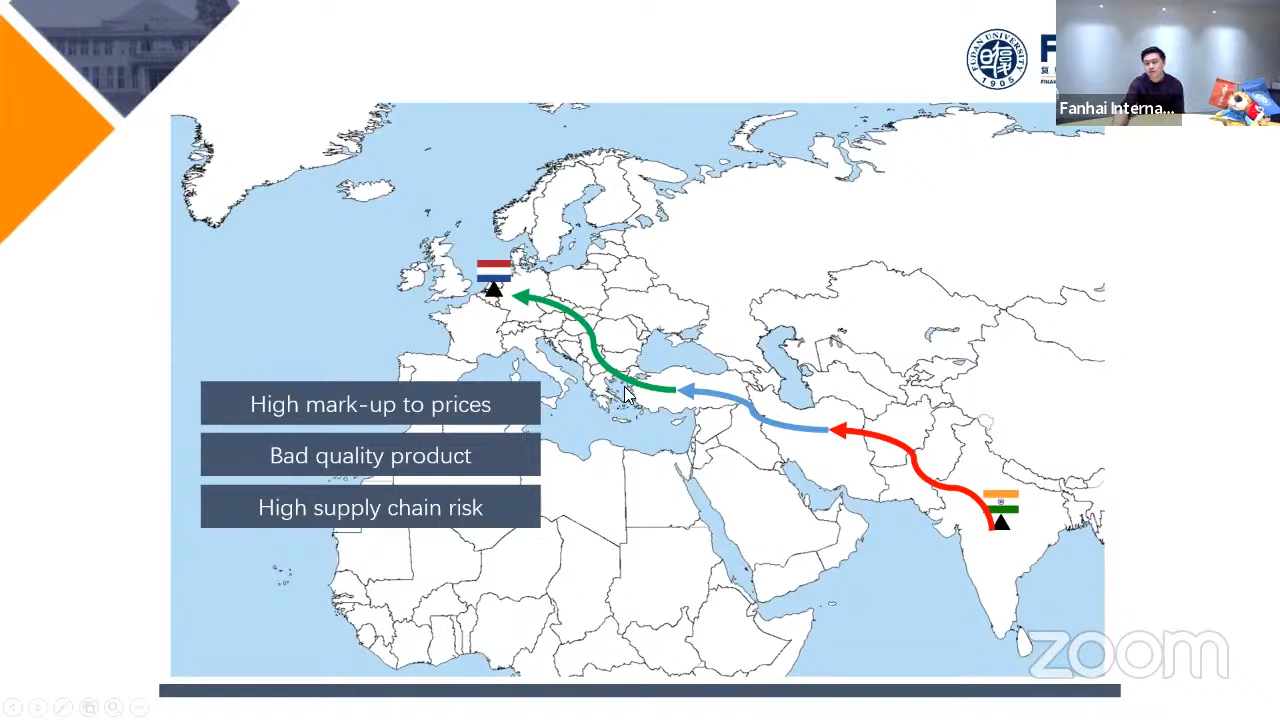 FUDAN UNIVERSITY
1905
Fanhai Interna...
High mark-up to prices
Bad quality product
High supply chain risk
zoom